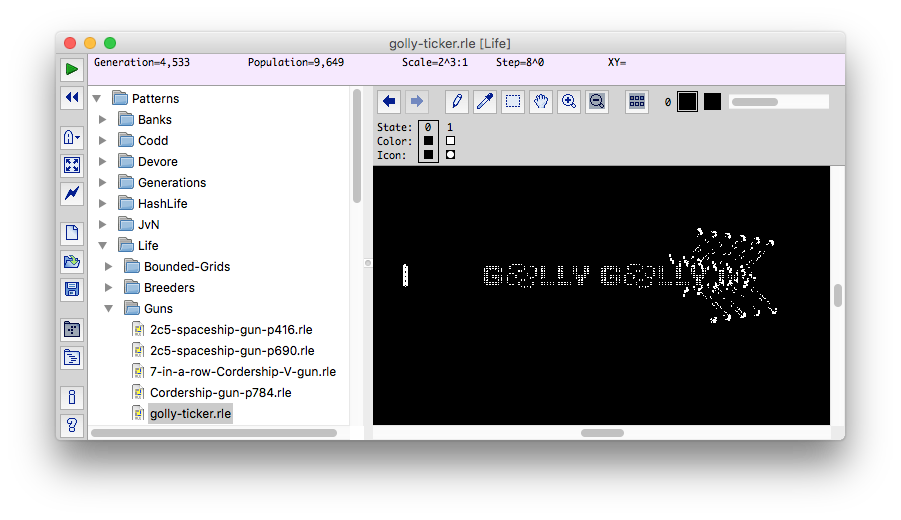 golly-ticker.rle [Life]
Generation=4,533 Population=9,649 Scale=2^3:1 Step=8^0 XY=
Patterns
Banks
Codd
Devore
Generations
HashLife
JvN
Life
Bounded-Grids
Breeders
Guns
2c5-spaceship-gun-p416.rle
2c5-spaceship-gun-p690.rle
7-in-a-row-Cordership-V-gun.rle
Cordership-gun-p784.rle
golly-ticker.rle
0
State: 0 1
Color:
Icon:
GOLLY GOLLY